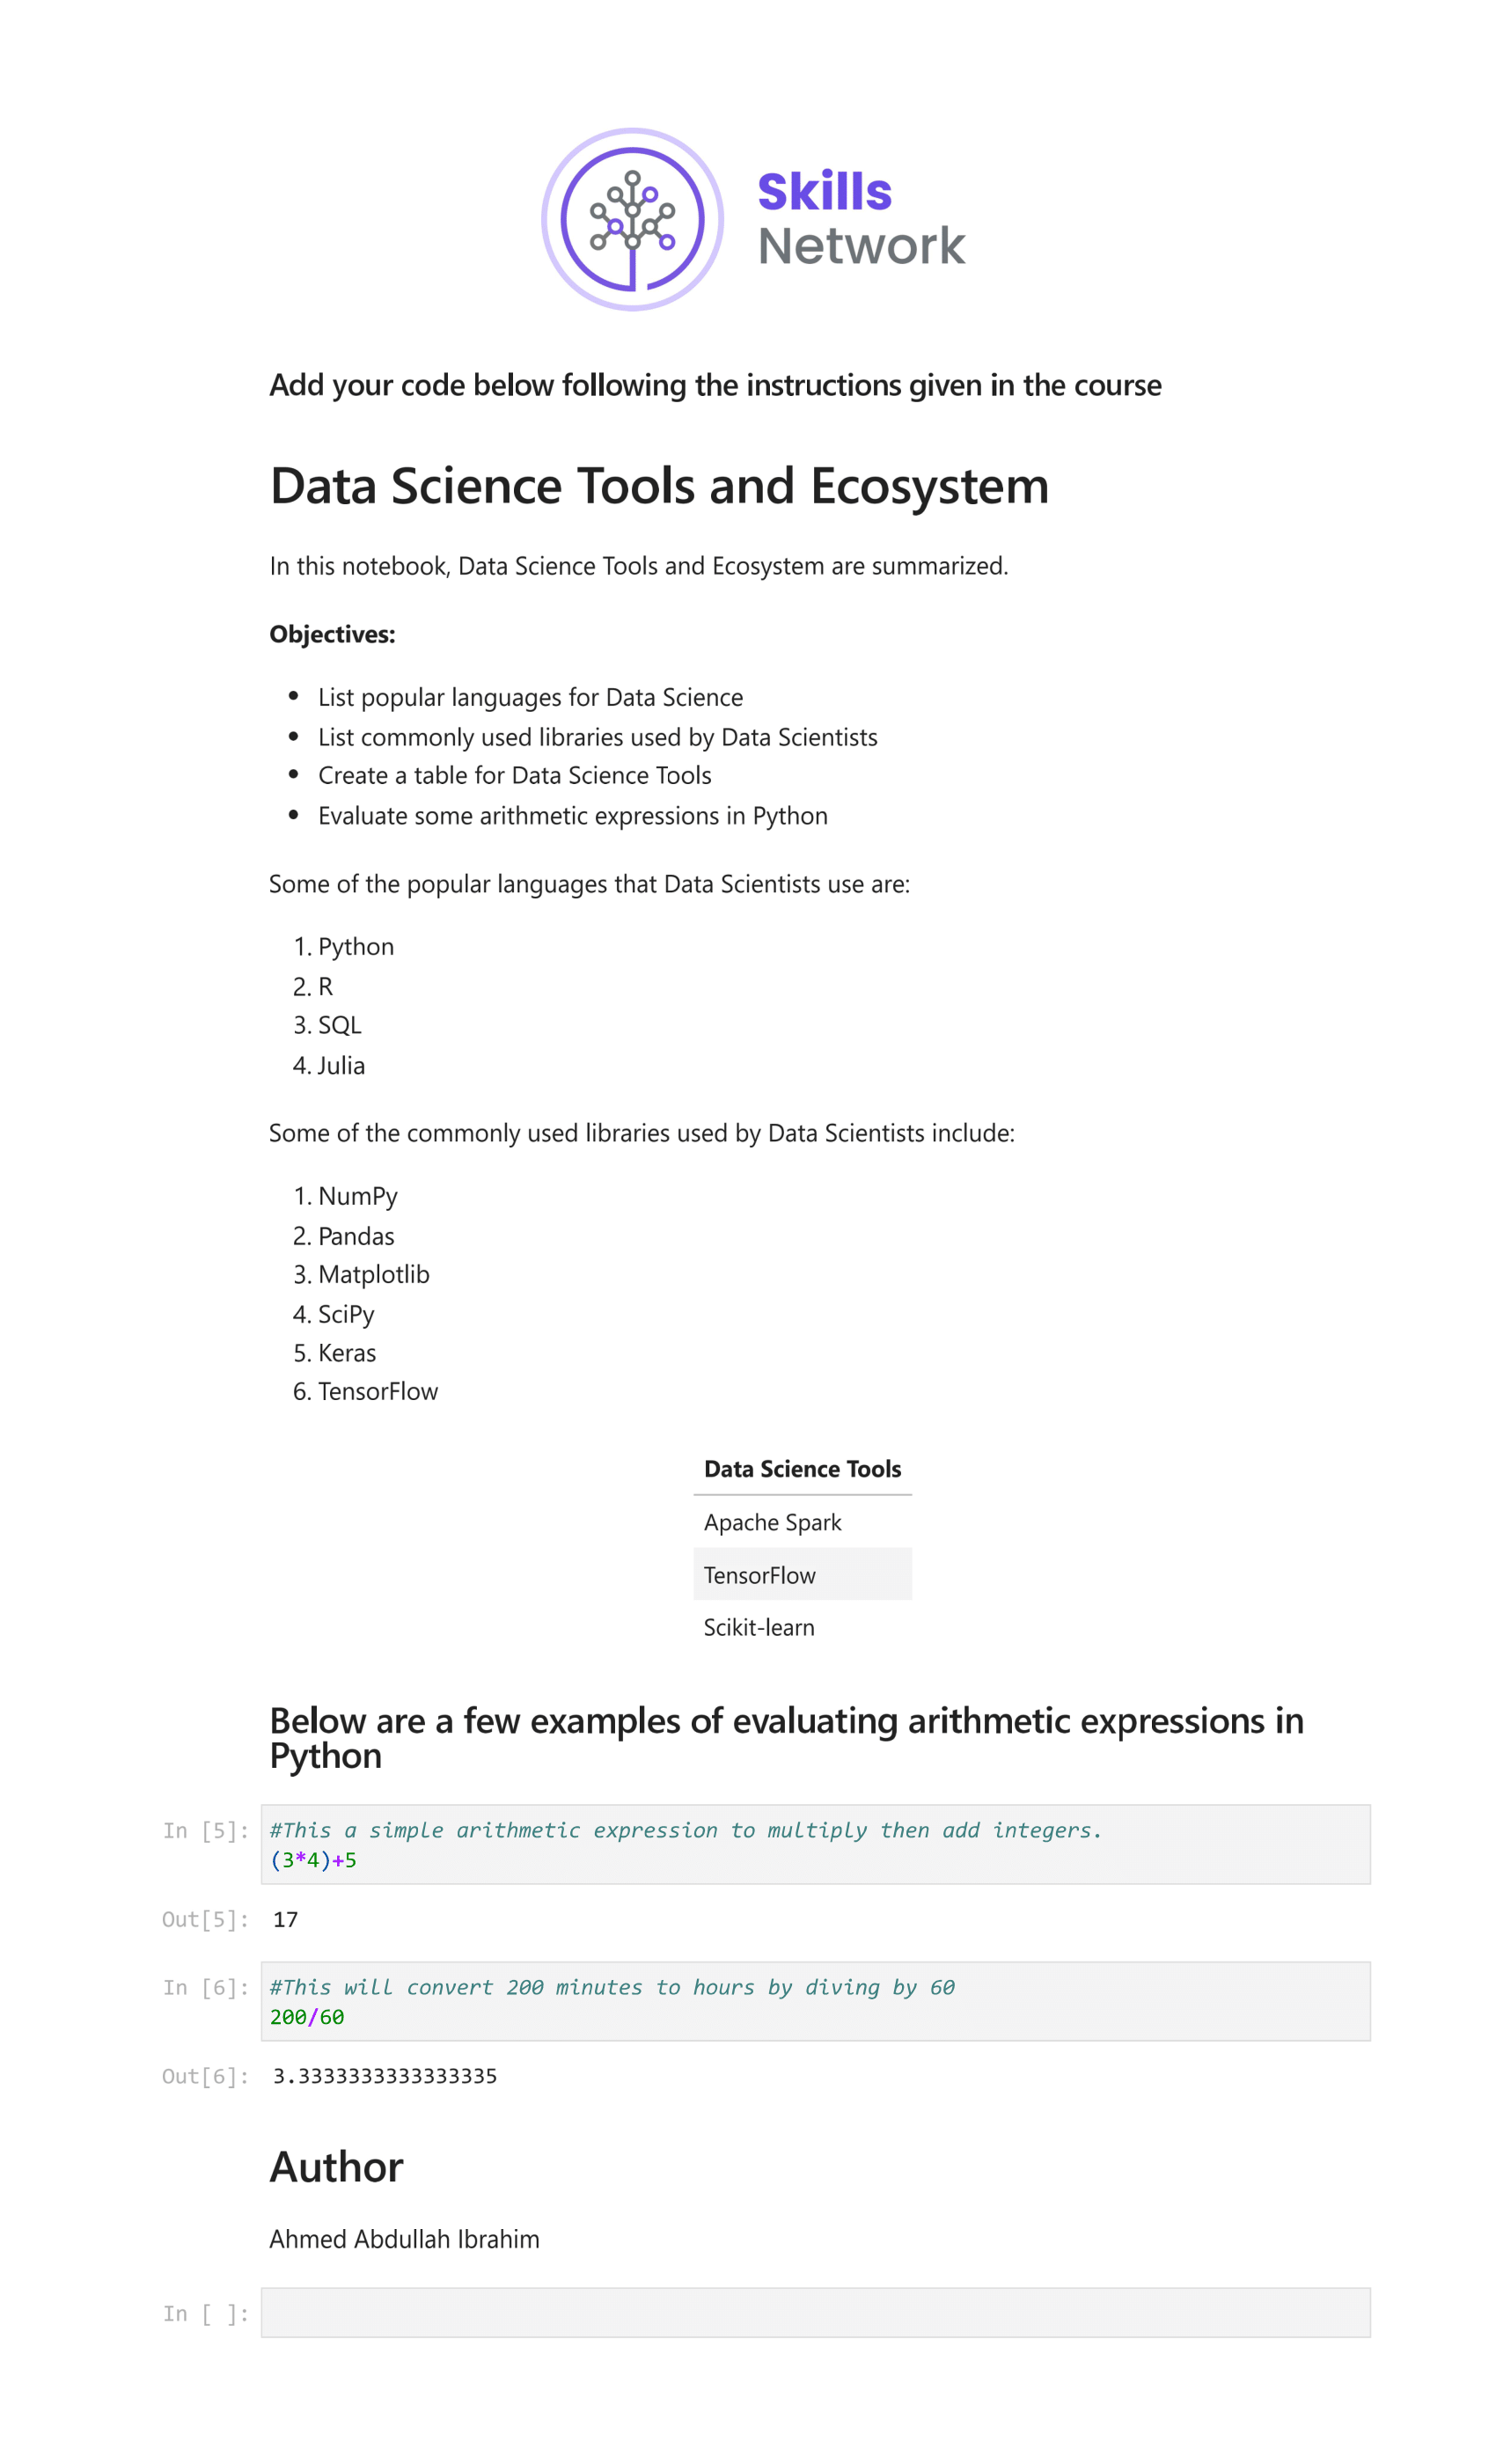 Skills
Network
Add your code below following the instructions given in the course
Data Science Tools and Ecosystem
In this notebook, Data Science Tools and Ecosystem are summarized.
Objectives:
• List popular languages for Data Science
• List commonly used libraries used by Data Scientists
• Create a table for Data Science Tools
• Evaluate some arithmetic expressions in Python
Some of the popular languages that Data Scientists use are:
1. Python
2. R
3. SQL
4. Julia
Some of the commonly used libraries used by Data Scientists include:
1. NumPy
2. Pandas
3. Matplotlib
4. SciPy
5. Keras
6. TensorFlow
Data Science Tools
Apache Spark
TensorFlow
Scikit-learn
Below are a few examples of evaluating arithmetic expressions in
Python
In [5]: #This a simple arithmetic expression to multiply then add integers.
(3*4)+5
Out[5]: 17
In [6]: #This will convert 200 minutes to hours by diving by 60
200/60
Out[6]: 3.3333333333333335
Author
Ahmed Abdullah Ibrahim
In [ ]: